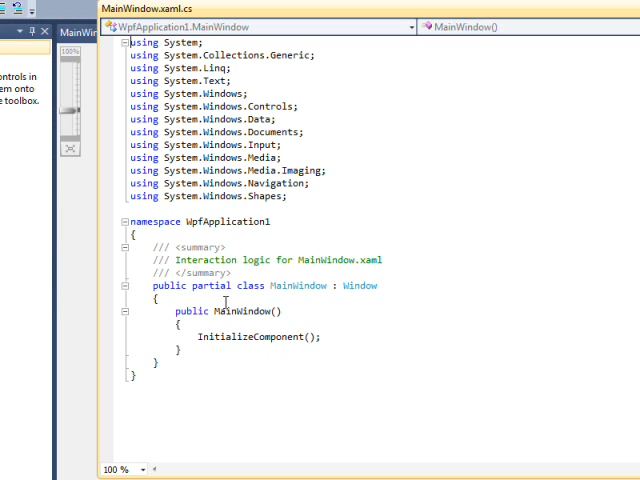 MainWindow.xaml.cs
WpfApplication1.MainWindow
MainWindow()
MainWin
100%
ontrols in
em onto
e toolbox.
using System;
using System.Collections.Generic;
using System.Linq;
using System.Text;
using System.Windows;
using System.Windows.Controls;
using System.Windows.Data;
using System.Windows.Documents;
using System.Windows.Input;
using System.Windows.Media;
using System.Windows.Media.Imaging;
using System.Windows.Navigation;
using System.Windows.Shapes;
namespace WpfApplication1
{
/// <summary>
/// Interaction logic for MainWindow.xaml
/// </summary>
public partial class MainWindow : Window
{
public MainWindow()
{
InitializeComponent();
}
}
}
100 %